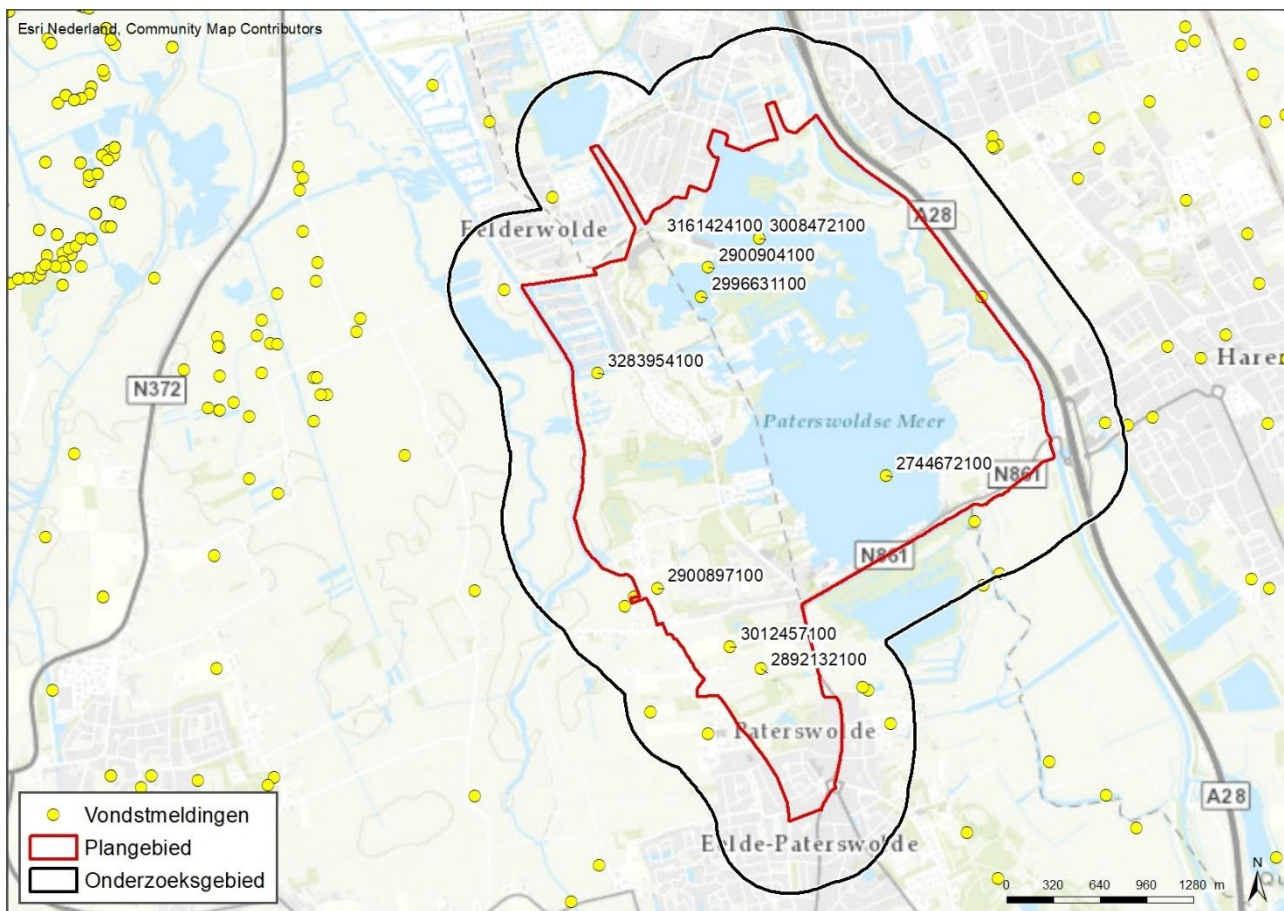 Esri Nederland, Community Map Contributors
Eelderwolde
3161424100
3008472100
A28
2900904100
2996631100
Haren
3283954100
N372
Paterswoldse Meer
2744672100
N861
N861
2900897100
3012457100
2892132100
Paterswolde
A28
Eelde-Paterswolde
Vondstmeldingen
Plangebied
Onderzoeksgebied
N
0 320 640 960 1280 m